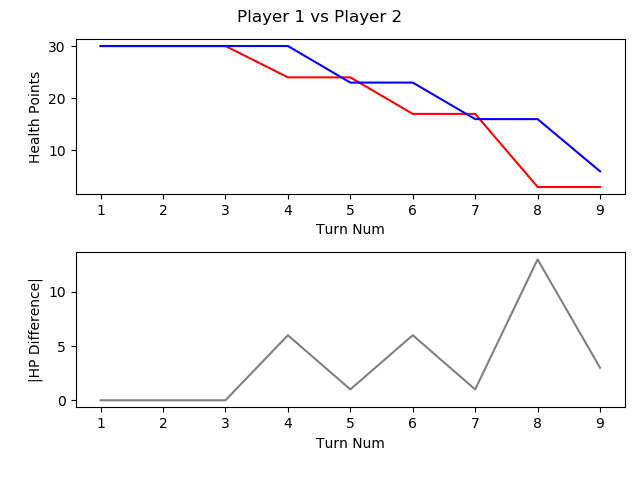 Player 1 vs Player 2
30
20
10
Health Points
1 2 3 4 5 6 7 8 9
Turn Num
10
5
0
|HP Difference|
1 2 3 4 5 6 7 8 9
Turn Num